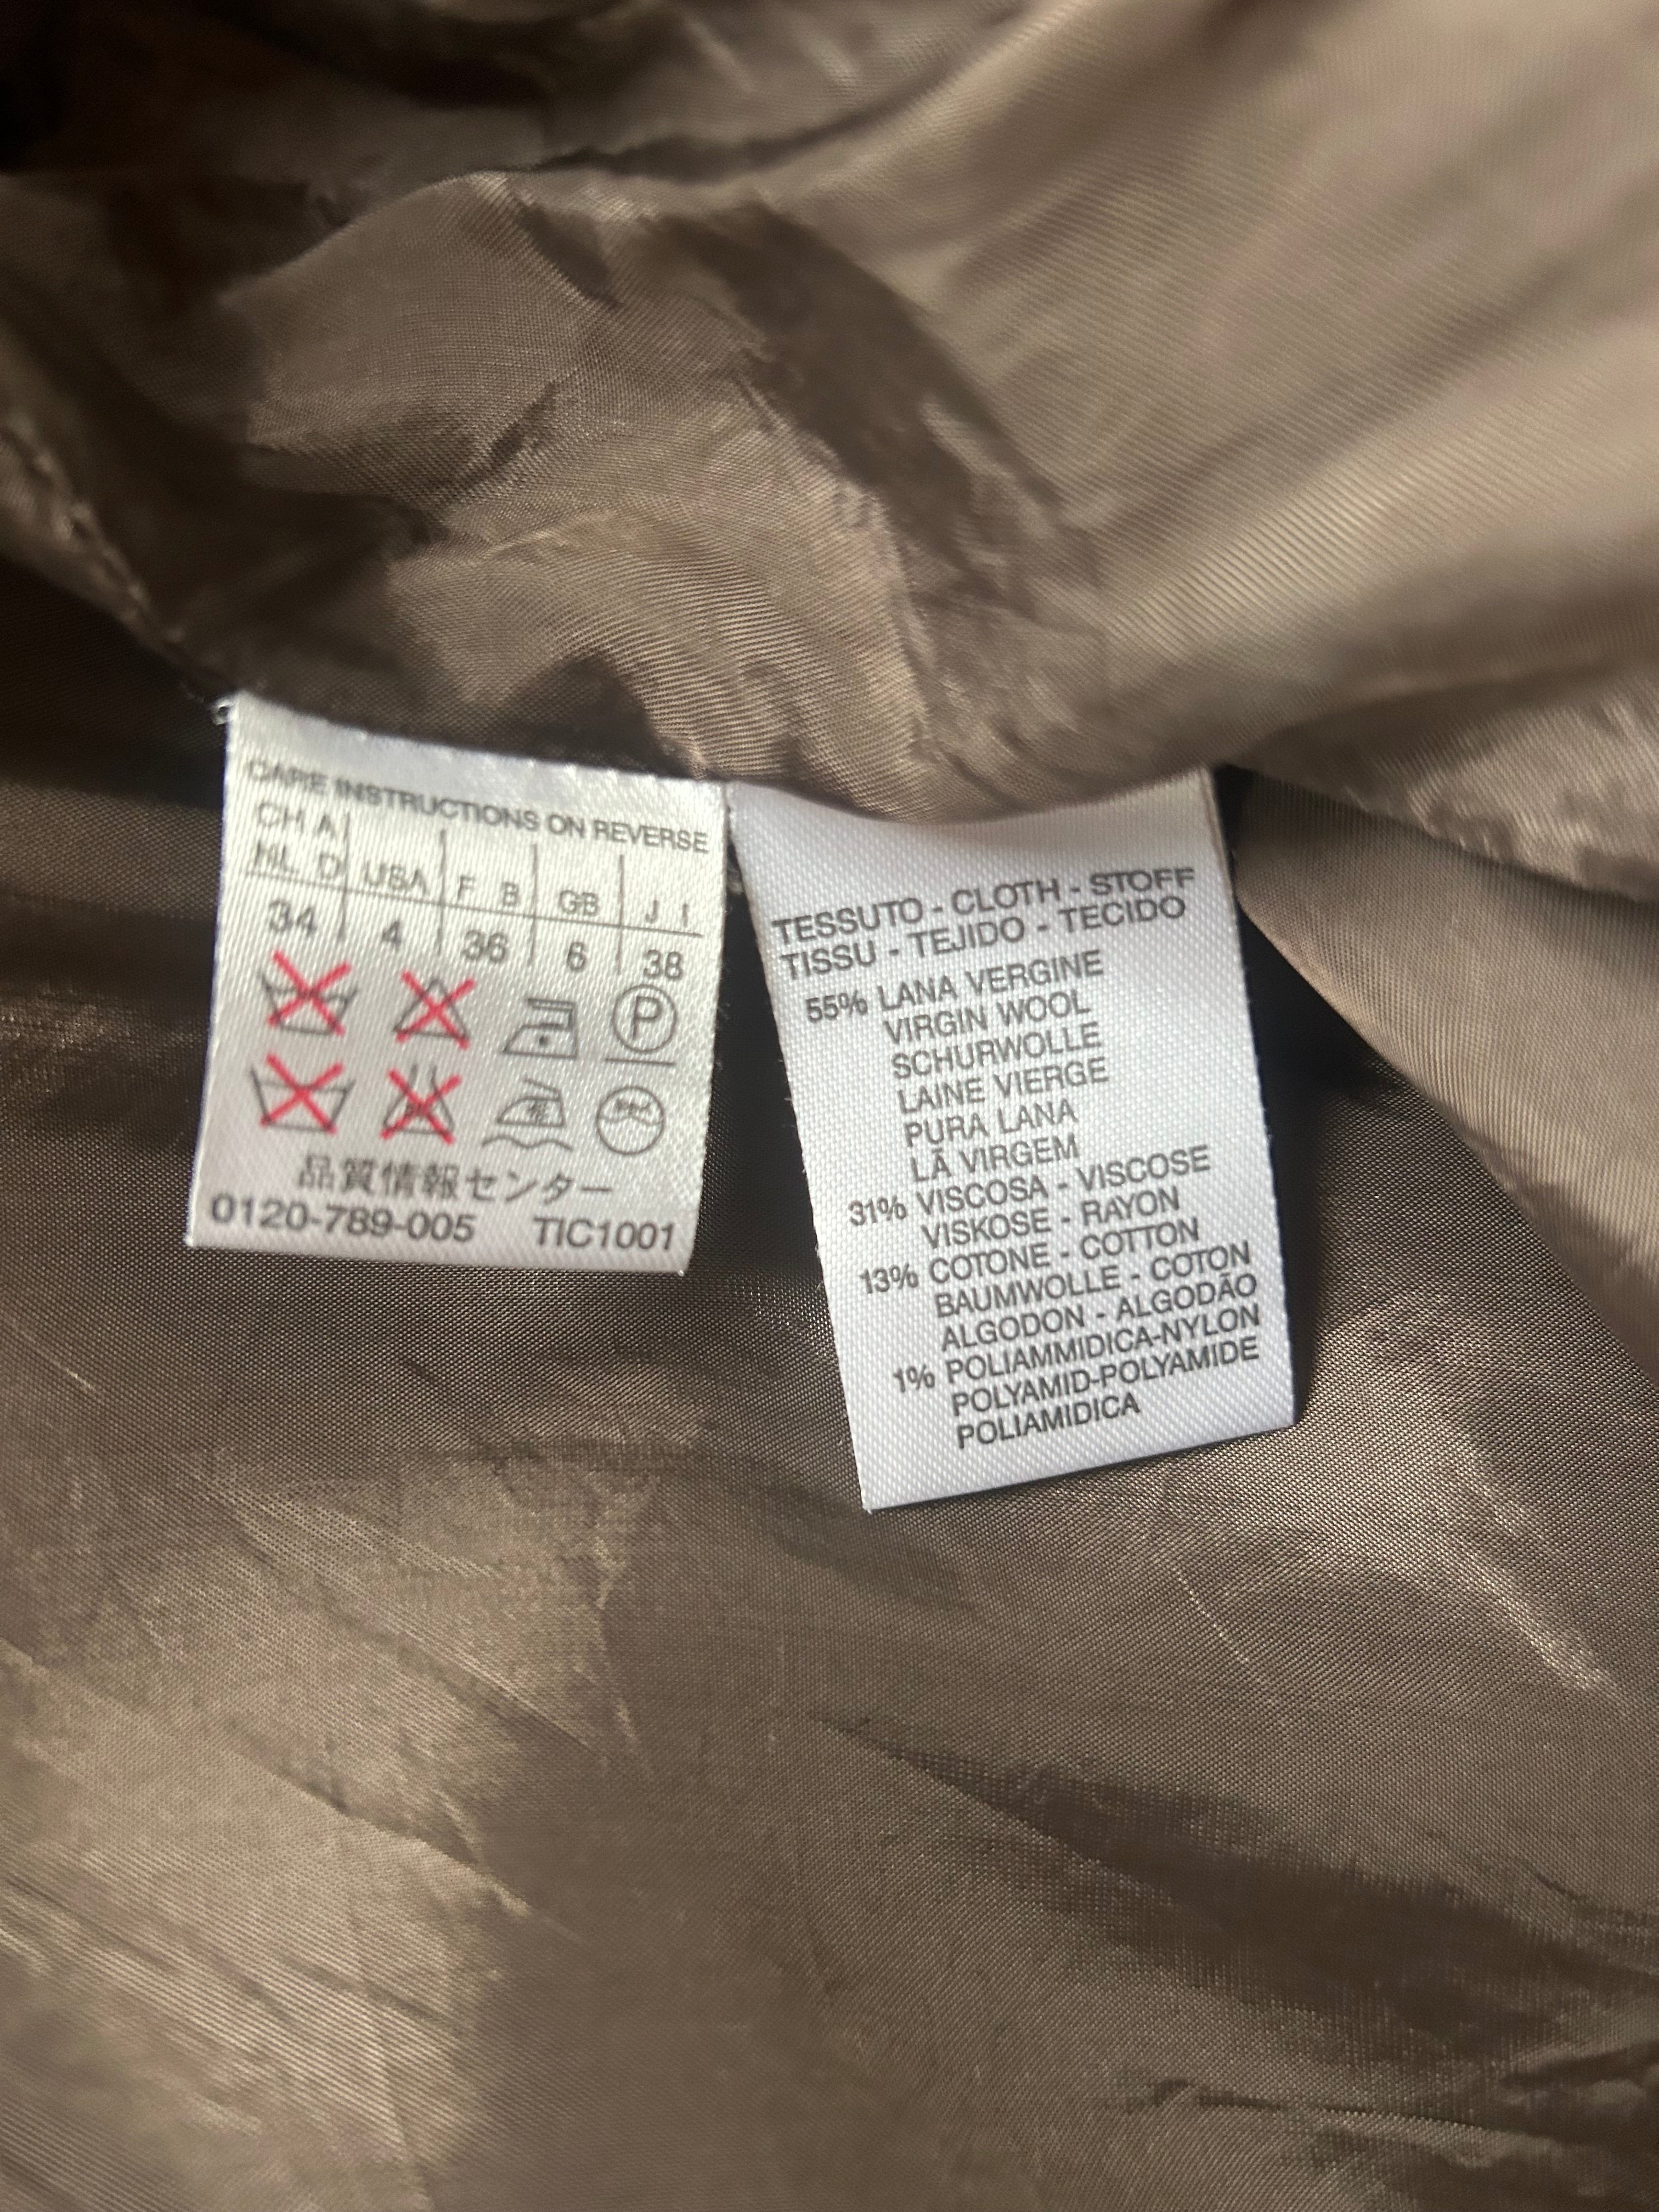 CARE INSTRUCTIONS ON REVERSE
CH A
NL D USA F B GB J I
34 4 36 6 38
P
品質情報センター
0120-789-005 TIC1001
TESSUTO - CLOTH - STOFF
TISSU - TEJIDO - TECIDO
55% LANA VERGINE
VIRGIN WOOL
SCHURWOLLE
LAINE VIERGE
PURA LANA
LÃ VIRGEM
31% VISCOSA - VISCOSE
VISKOSE - RAYON
13% COTONE - COTTON
BAUMWOLLE - COTON
ALGODON - ALGODÃO
1% POLIAMMIDICA-NYLON
POLYAMID-POLYAMIDE
POLIAMIDICA